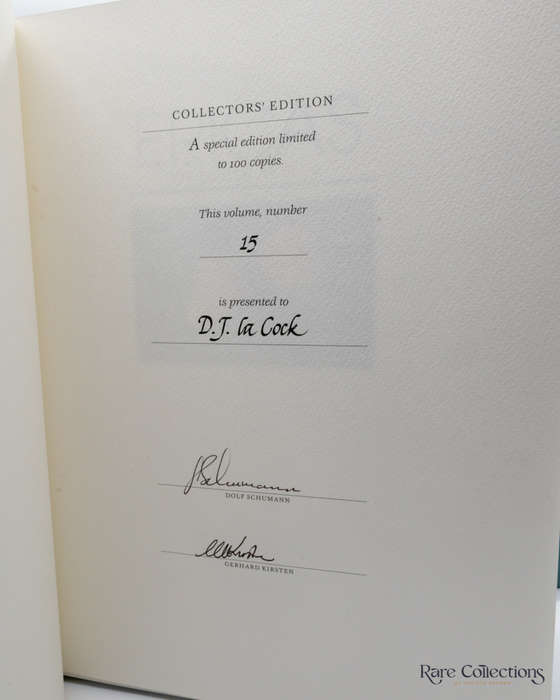 COLLECTORS' EDITION
A special edition limited
to 100 copies.
This volume, number
15
is presented to
D.J. la Cock
DOLF SCHUMANN
GERHARD KIRSTEN
Rare Collections